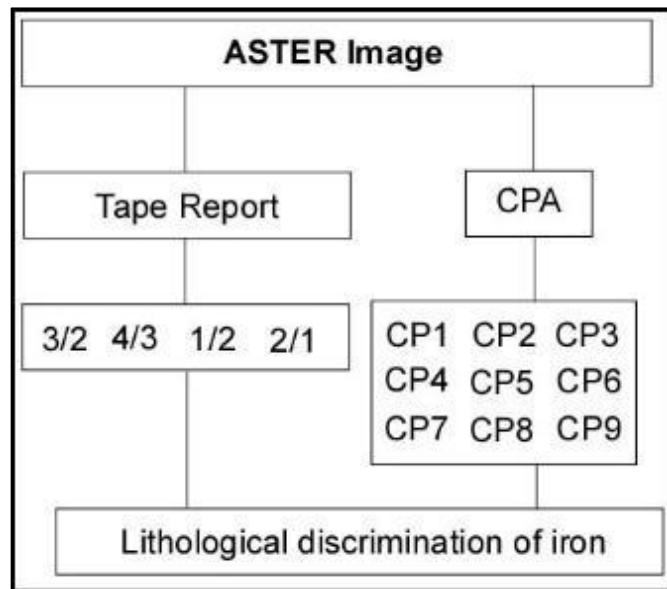 ASTER Image
Tape Report
CPA
3/2 4/3 1/2 2/1
CP1 CP2 CP3
CP4 CP5 CP6
CP7 CP8 CP9
Lithological discrimination of iron